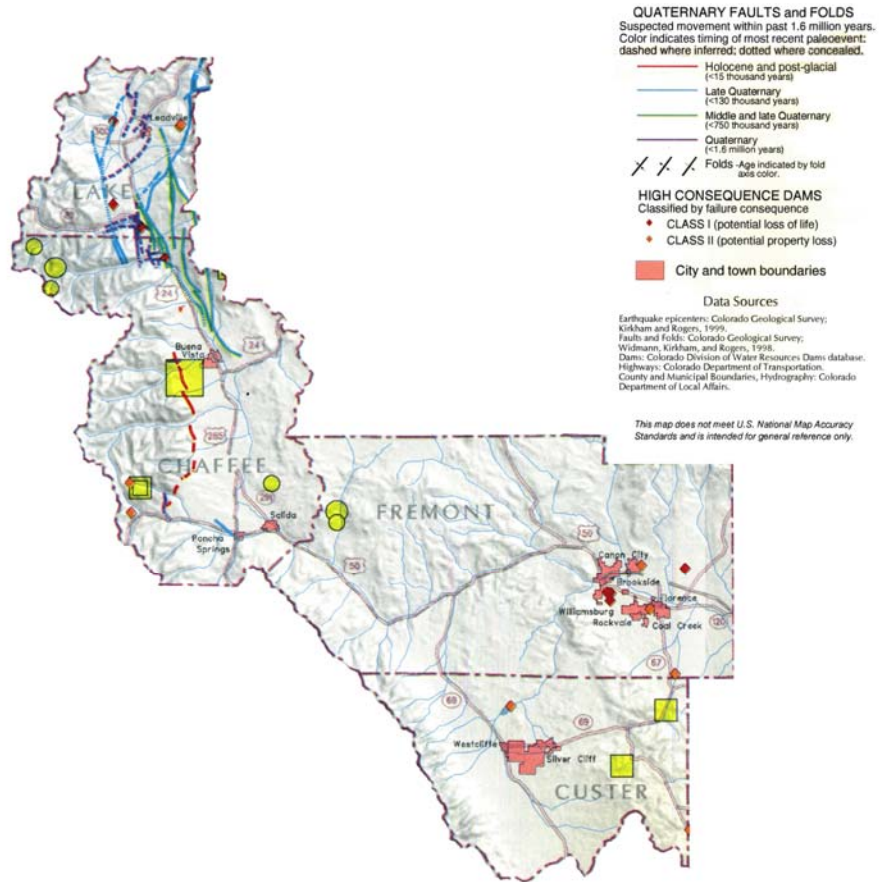 QUATERNARY FAULTS and FOLDS
Suspected movement within past 1.6 million years.
Color indicates timing of most recent paleoevent:
dashed where inferred; dotted where concealed.
Holocene and post-glacial
(<15 thousand years)
Late Quaternary
(<130 thousand years)
Middle and late Quaternary
(<750 thousand years)
Quaternary
(<1.6 million years)
Folds -Age indicated by fold
axis color.
HIGH CONSEQUENCE DAMS
Classified by failure consequence
CLASS I (potential loss of life)
CLASS II (potential property loss)
City and town boundaries
Data Sources
Earthquake epicenters: Colorado Geological Survey;
Kirkham and Rogers, 1999.
Faults and Folds: Colorado Geological Survey;
Widmann, Kirkham, and Rogers, 1998.
Dams: Colorado Division of Water Resources Dams database.
Highways: Colorado Department of Transportation.
County and Municipal Boundaries, Hydrography: Colorado
Department of Local Affairs.
This map does not meet U.S. National Map Accuracy
Standards and is intended for general reference only.
Leadville
300
LAKE
24
Buena
Vista
24
285
CHAFFEE
291
Salida
Poncha
Springs
50
FREMONT
50
Canon City
Brookside
Florence
Williamsburg
Rockvale
Coal Creek
120
67
69
69
Westcliffe
Silver Cliff
CUSTER